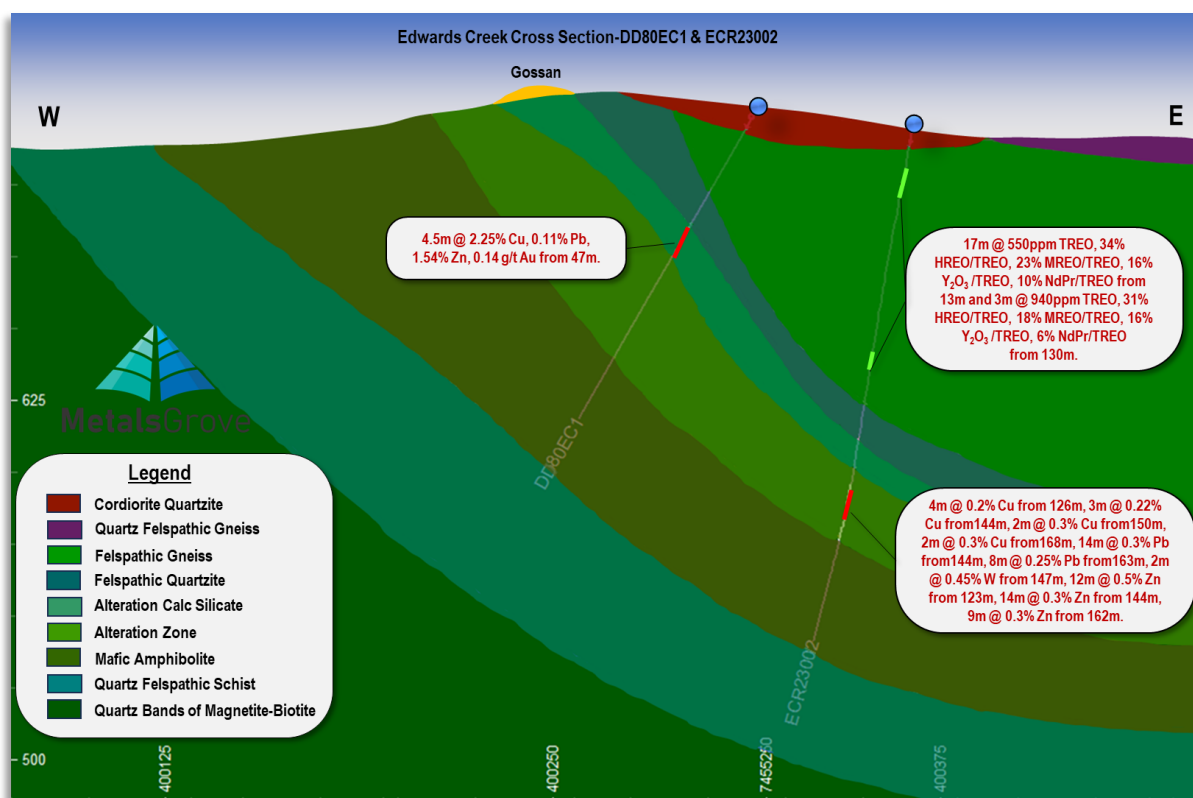 Edwards Creek Cross Section-DD80EC1 & ECR23002
Gossan
W
E
4.5m @ 2.25% Cu, 0.11% Pb,
1.54% Zn, 0.14 g/t Au from 47m.
17m @ 550ppm TREO, 34%
HREO/TREO, 23% MREO/TREO, 16%
Y₂O₃ /TREO, 10% NdPr/TREO from
13m and 3m @ 940ppm TREO, 31%
HREO/TREO, 18% MREO/TREO, 16%
Y₂O₃ /TREO, 6% NdPr/TREO
from 130m.
625
MetalsGrove
DD80EC1
Legend
Cordiorite Quartzite
Quartz Felspathic Gneiss
Felspathic Gneiss
Felspathic Quartzite
Alteration Calc Silicate
Alteration Zone
Mafic Amphibolite
Quartz Felspathic Schist
Quartz Bands of Magnetite-Biotite
4m @ 0.2% Cu from 126m, 3m @ 0.22%
Cu from144m, 2m @ 0.3% Cu from150m,
2m @ 0.3% Cu from168m, 14m @ 0.3% Pb
from144m, 8m @ 0.25% Pb from163m, 2m
@ 0.45% W from 147m, 12m @ 0.5% Zn
from 123m, 14m @ 0.3% Zn from 144m,
9m @ 0.3% Zn from 162m.
ECR23002
500
400125
400250
7455250
400375